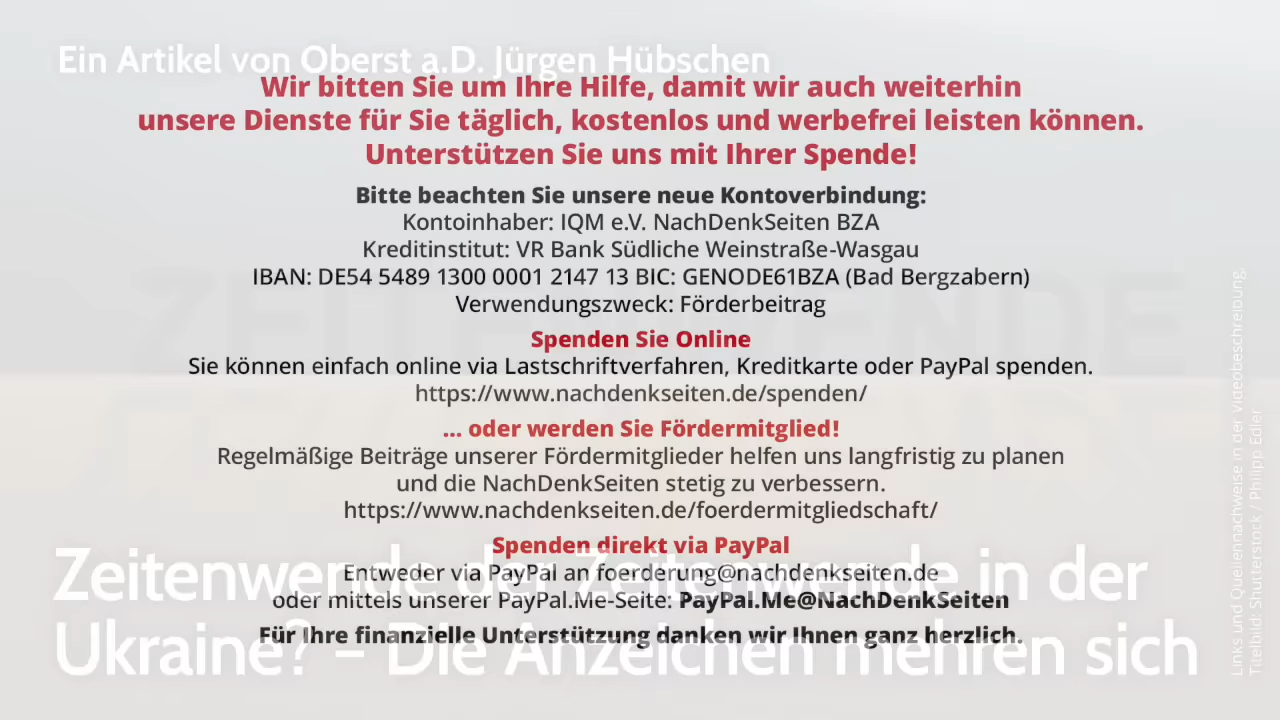 Ein Artikel von Oberst a.D. Jürgen Hübschen
Wir bitten Sie um Ihre Hilfe, damit wir auch weiterhin
unsere Dienste für Sie täglich, kostenlos und werbefrei leisten können.
Unterstützen Sie uns mit Ihrer Spende!
Bitte beachten Sie unsere neue Kontoverbindung:
Kontoinhaber: IQM e.V. NachDenkSeiten BZA
Kreditinstitut: VR Bank Südliche Weinstraße-Wasgau
IBAN: DE54 5489 1300 0001 2147 13 BIC: GENODE61BZA (Bad Bergzabern)
Verwendungszweck: Förderbeitrag
ZEITENWENDE
Spenden Sie Online
Sie können einfach online via Lastschriftverfahren, Kreditkarte oder PayPal spenden.
https://www.nachdenkseiten.de/spenden/
... oder werden Sie Fördermitglied!
Regelmäßige Beiträge unserer Fördermitglieder helfen uns langfristig zu planen
und die NachDenkSeiten stetig zu verbessern.
https://www.nachdenkseiten.de/foerdermitgliedschaft/
Spenden direkt via PayPal
Entweder via PayPal an foerderung@nachdenkseiten.de
oder mittels unserer PayPal.Me-Seite: PayPal.Me@NachDenkSeiten
Für Ihre finanzielle Unterstützung danken wir Ihnen ganz herzlich.
Zeitenwende der Zeitenwende in der
Ukraine? – Die Anzeichen mehren sich
Links und Quellennachweise in der Videobeschreibung.
Titelbild: Shutterstock / Philipp Edler